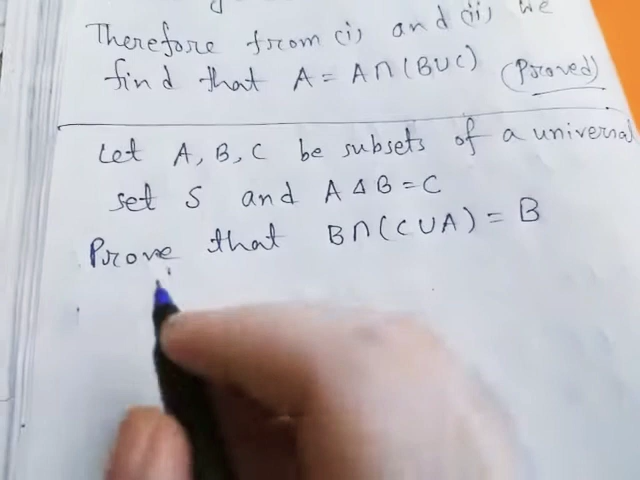 Therefore from (i) and (ii) we
find that A = A∩(B∪C) (Proved)
Let A, B, C be subsets of a universal
set S and A Δ B = C
Prove that B∩(C∪A) = B